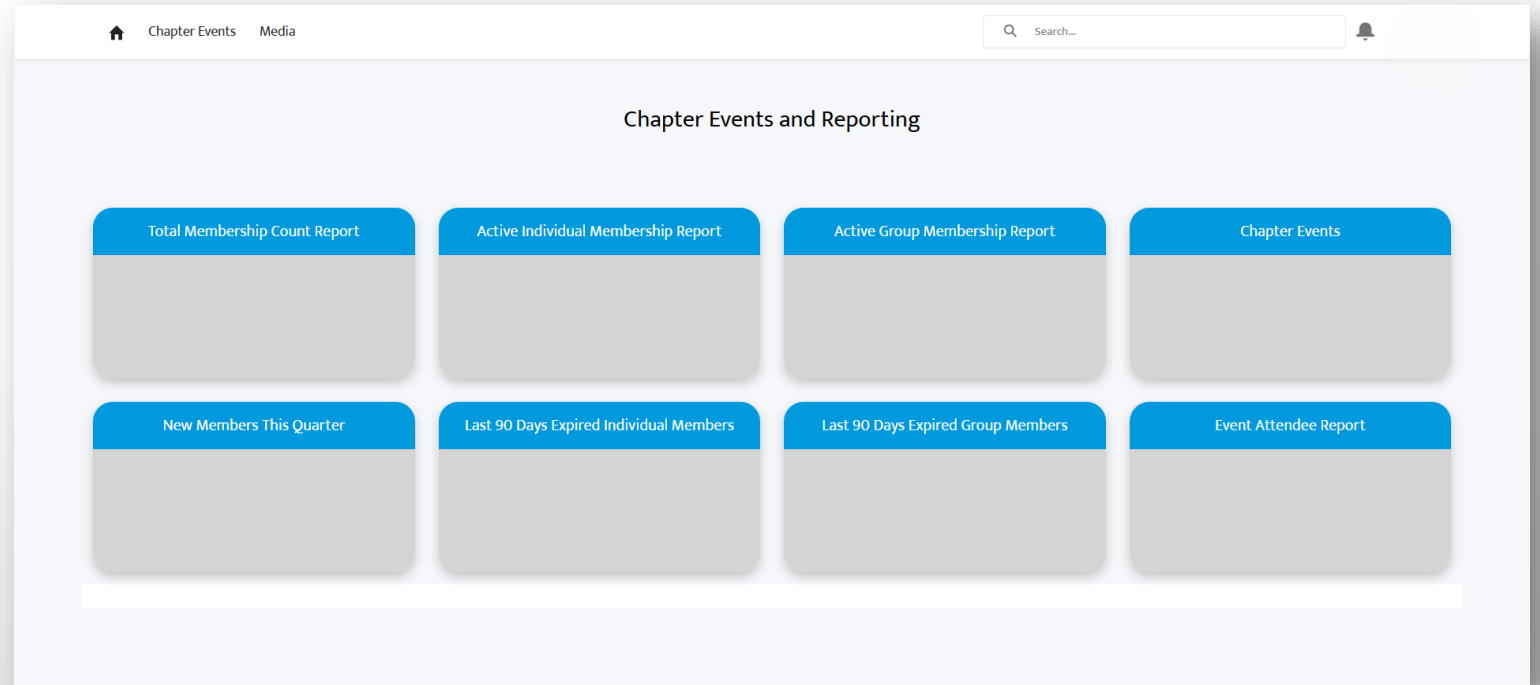 Chapter Events Media Search...
Chapter Events and Reporting
Total Membership Count Report
Active Individual Membership Report
Active Group Membership Report
Chapter Events
New Members This Quarter
Last 90 Days Expired Individual Members
Last 90 Days Expired Group Members
Event Attendee Report